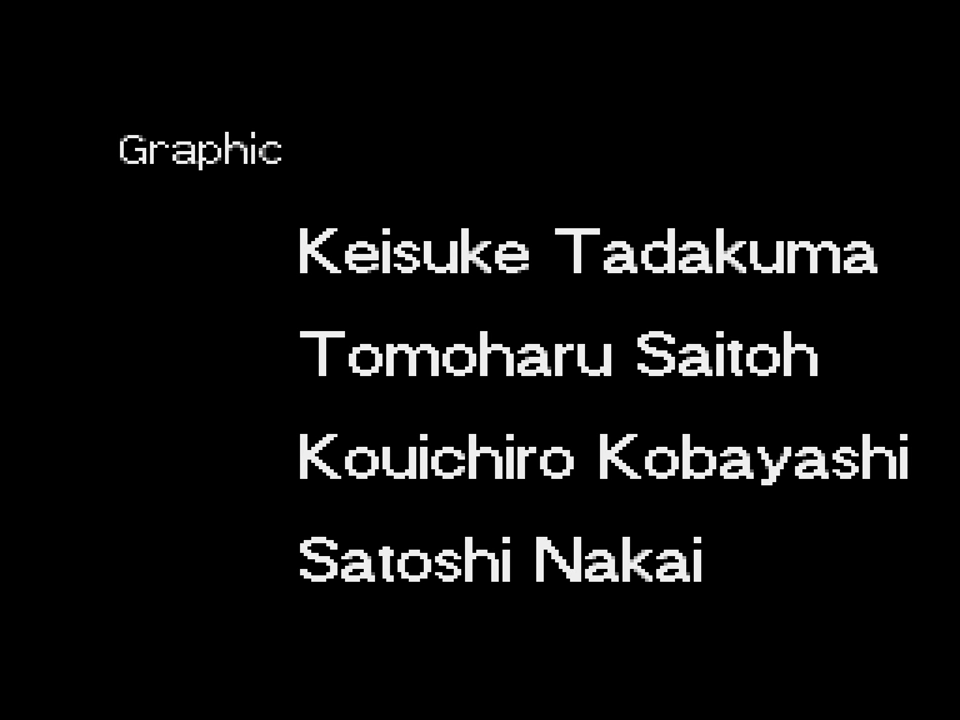 Graphic
Keisuke Tadakuma
Tomoharu Saitoh
Kouichiro Kobayashi
Satoshi Nakai